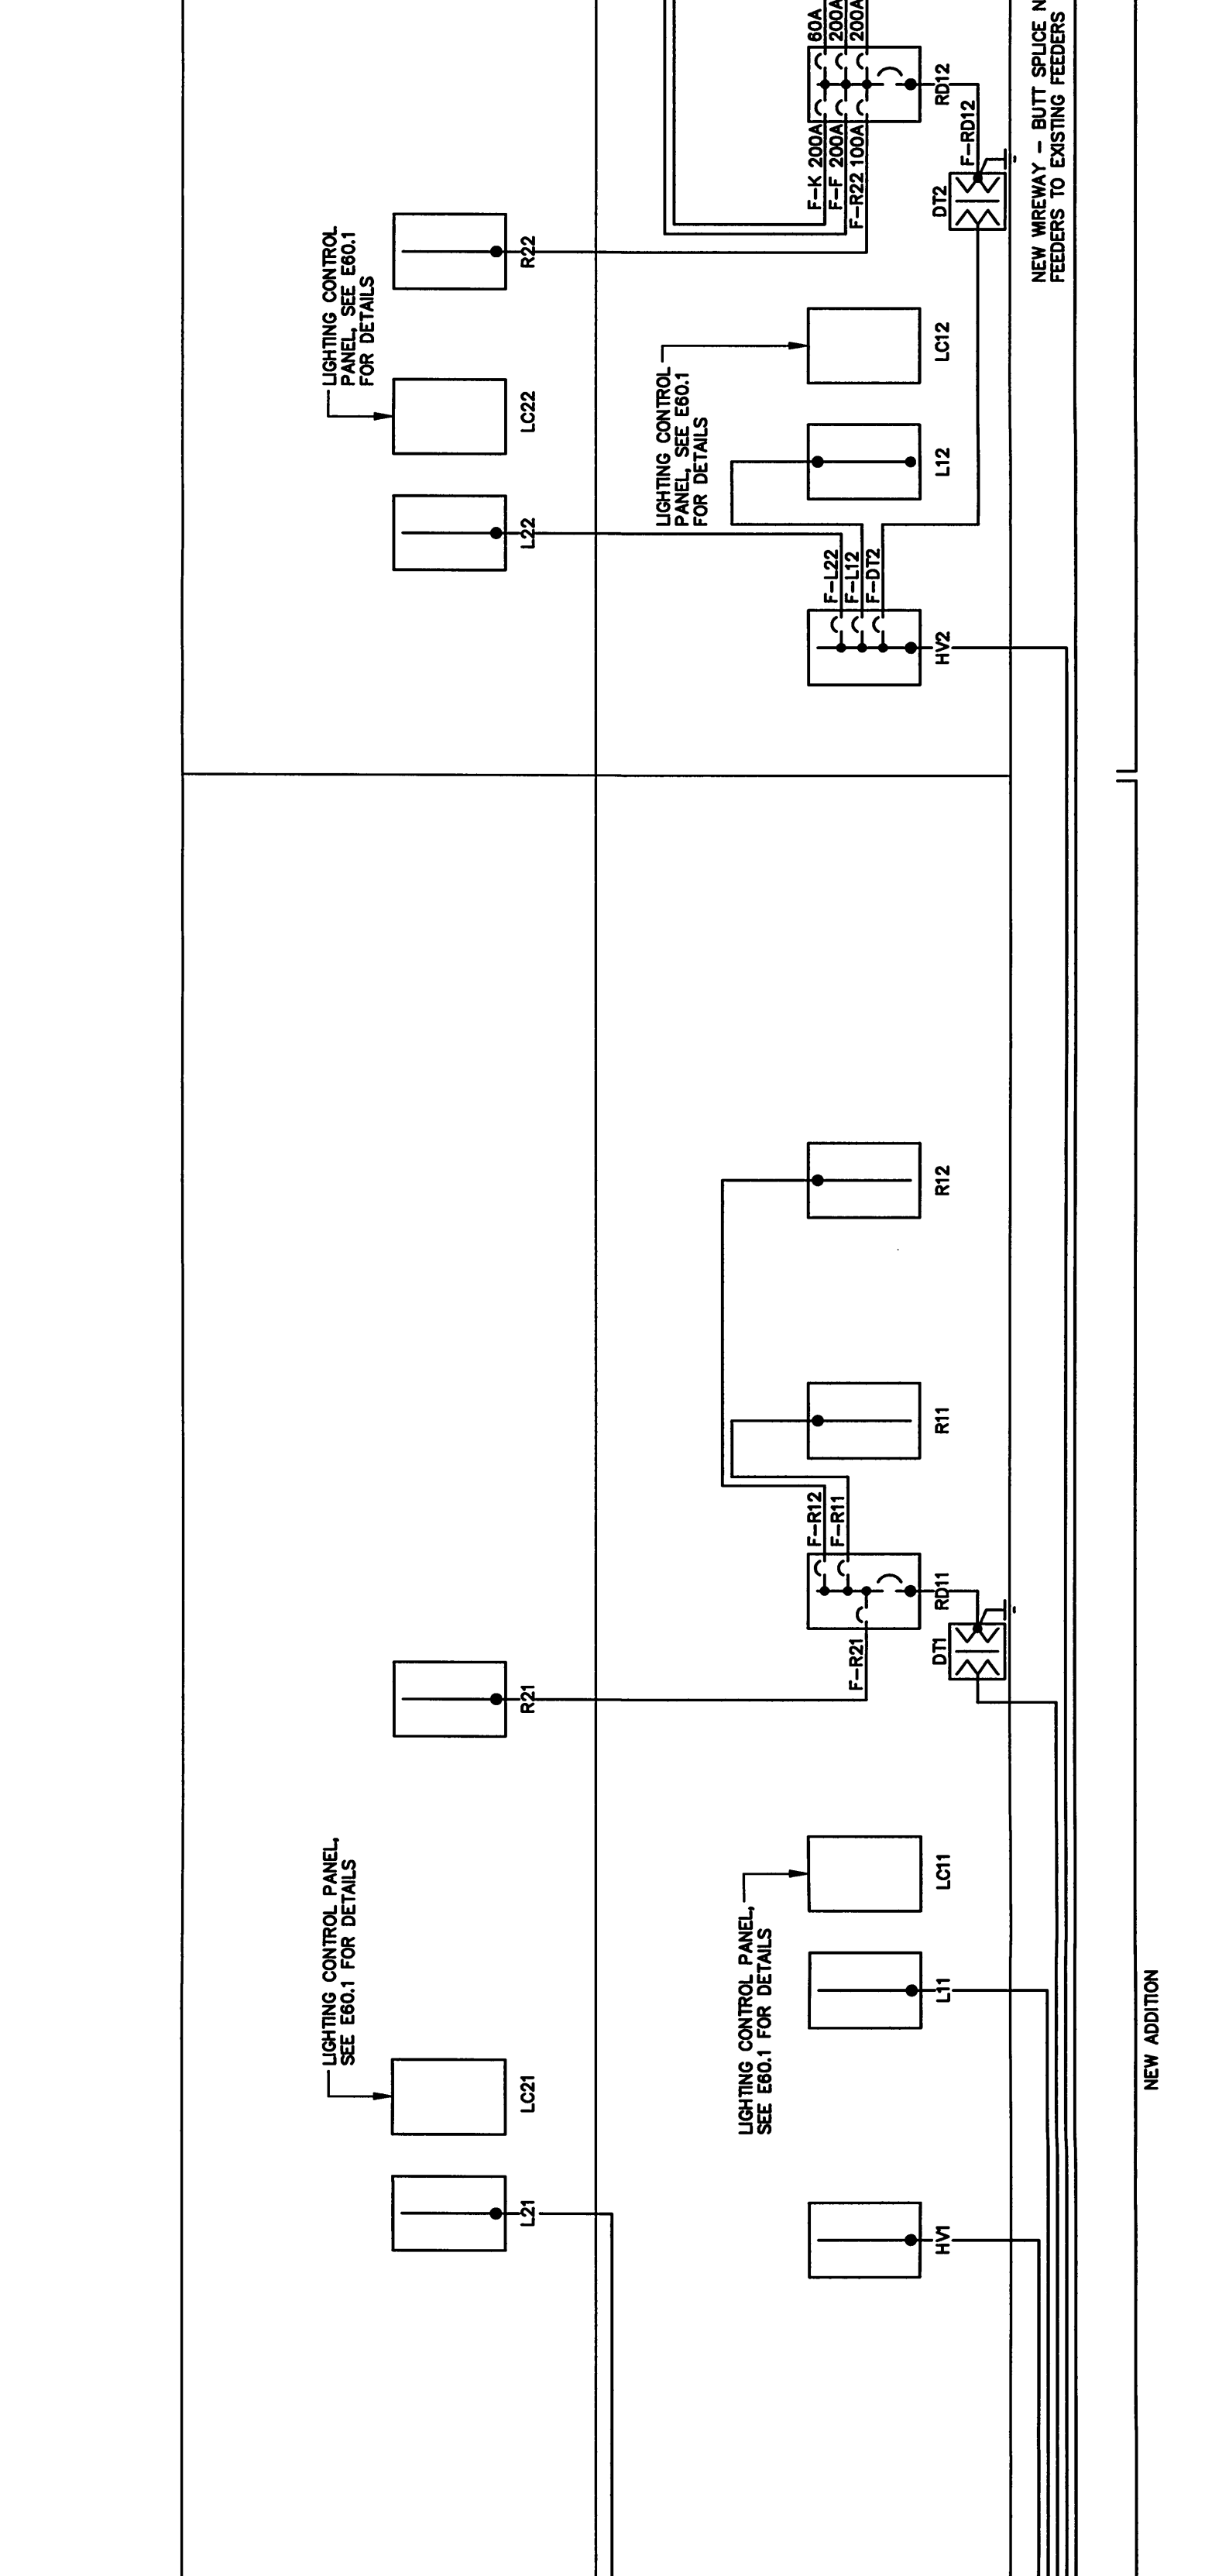 LIGHTING CONTROL PANEL,
SEE E60.1 FOR DETAILS
LIGHTING CONTROL
PANEL, SEE E60.1
FOR DETAILS
L21
LC21
R21
L22
LC22
R22
LIGHTING CONTROL PANEL,
SEE E60.1 FOR DETAILS
LIGHTING CONTROL
PANEL, SEE E60.1
FOR DETAILS
F-R21
F-R12
F-R11
F-L22
F-L12
F-DT2
F-K 200A
F-F 200A
F-R22 100A
60A
200A
200A
HV1
L11
LC11
DT1
RD11
R11
R12
HV2
L12
LC12
DT2
RD12
F-RD12
NEW WIREWAY - BUTT SPLICE
FEEDERS TO EXISTING FEEDERS
NEW ADDITION